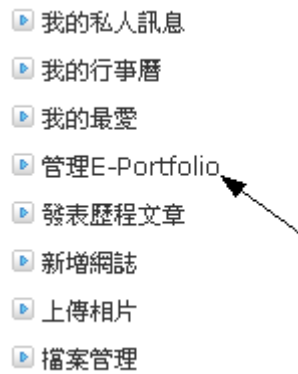 我的私人訊息
我的行事曆
我的最愛
管理E-Portfolio
發表歷程文章
新增網誌
上傳相片
檔案管理